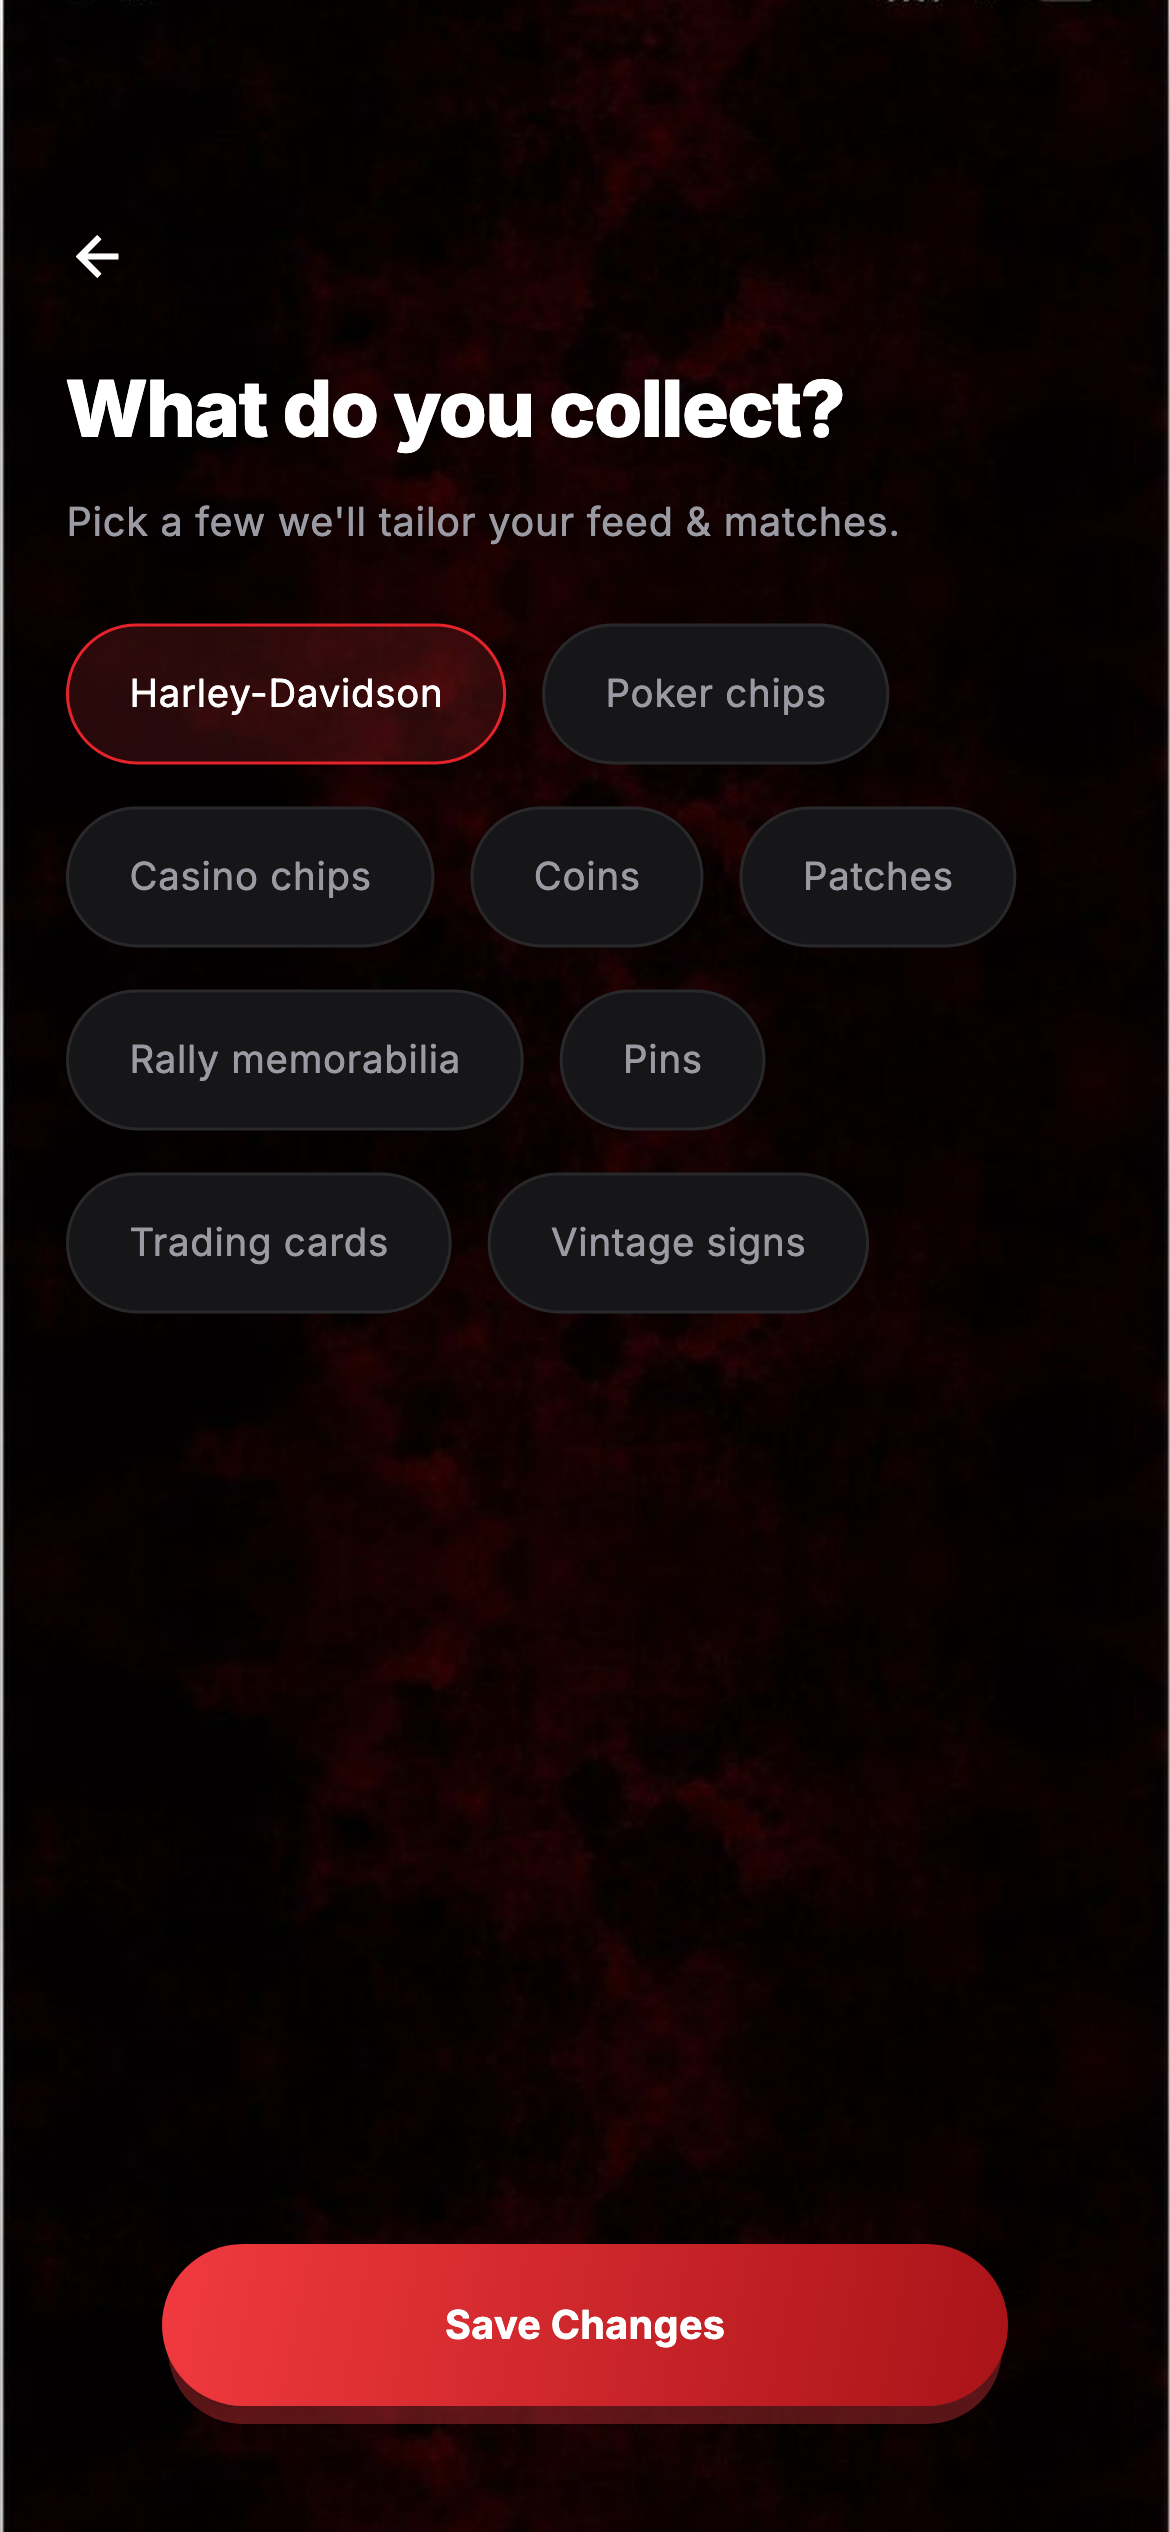 What do you collect?
Pick a few we'll tailor your feed & matches.
Harley-Davidson Poker chips
Casino chips Coins Patches
Rally memorabilia Pins
Trading cards Vintage signs
Save Changes